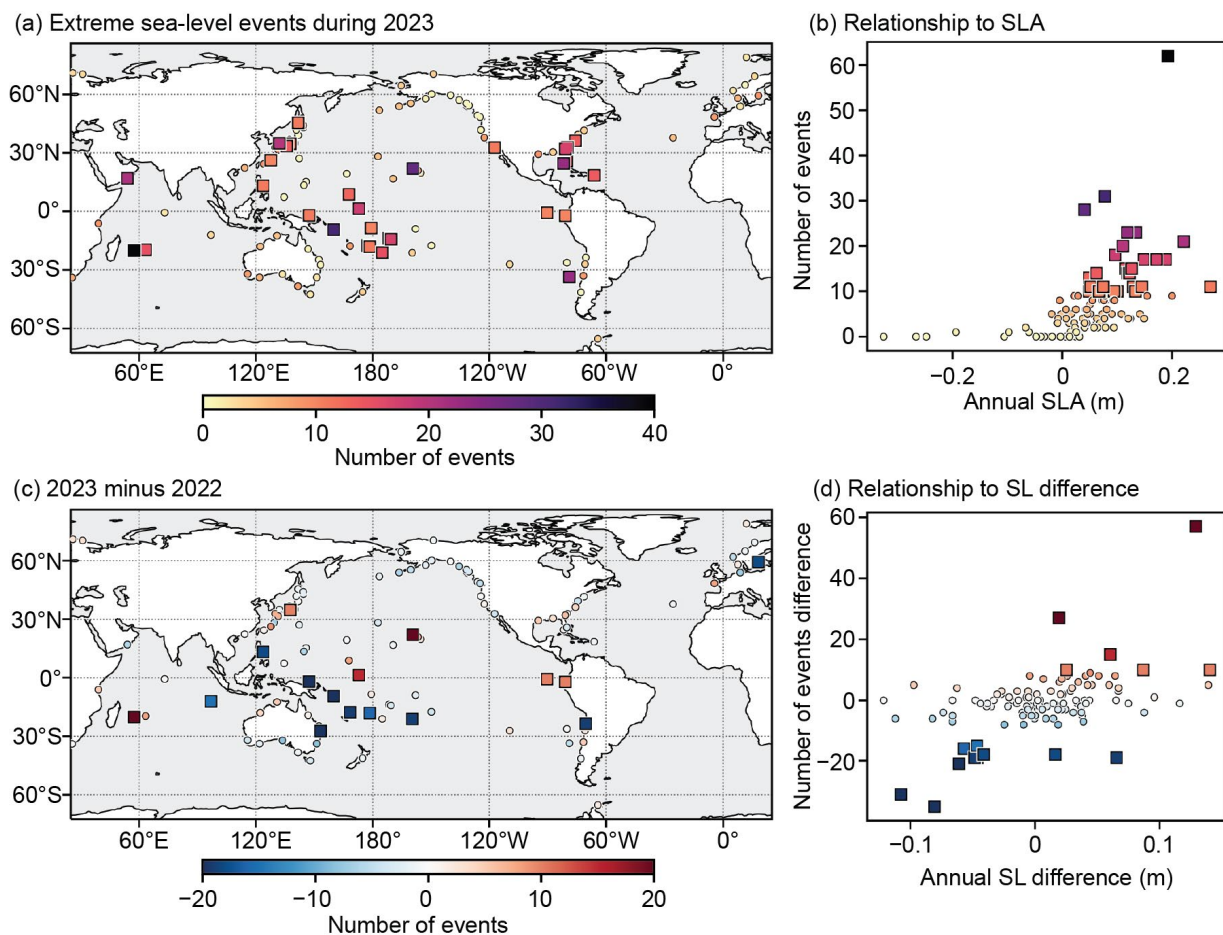 (a) Extreme sea-level events during 2023
60°N
30°N
0°
30°S
60°S
60°E 120°E 180° 120°W 60°W 0°
0 10 20 30 40
Number of events
(b) Relationship to SLA
Number of events
60
50
40
30
20
10
0
−0.2 0 0.2
Annual SLA (m)
(c) 2023 minus 2022
60°N
30°N
0°
30°S
60°S
60°E 120°E 180° 120°W 60°W 0°
−20 −10 0 10 20
Number of events
(d) Relationship to SL difference
Number of events difference
60
40
20
0
−20
−0.1 0 0.1
Annual SL difference (m)